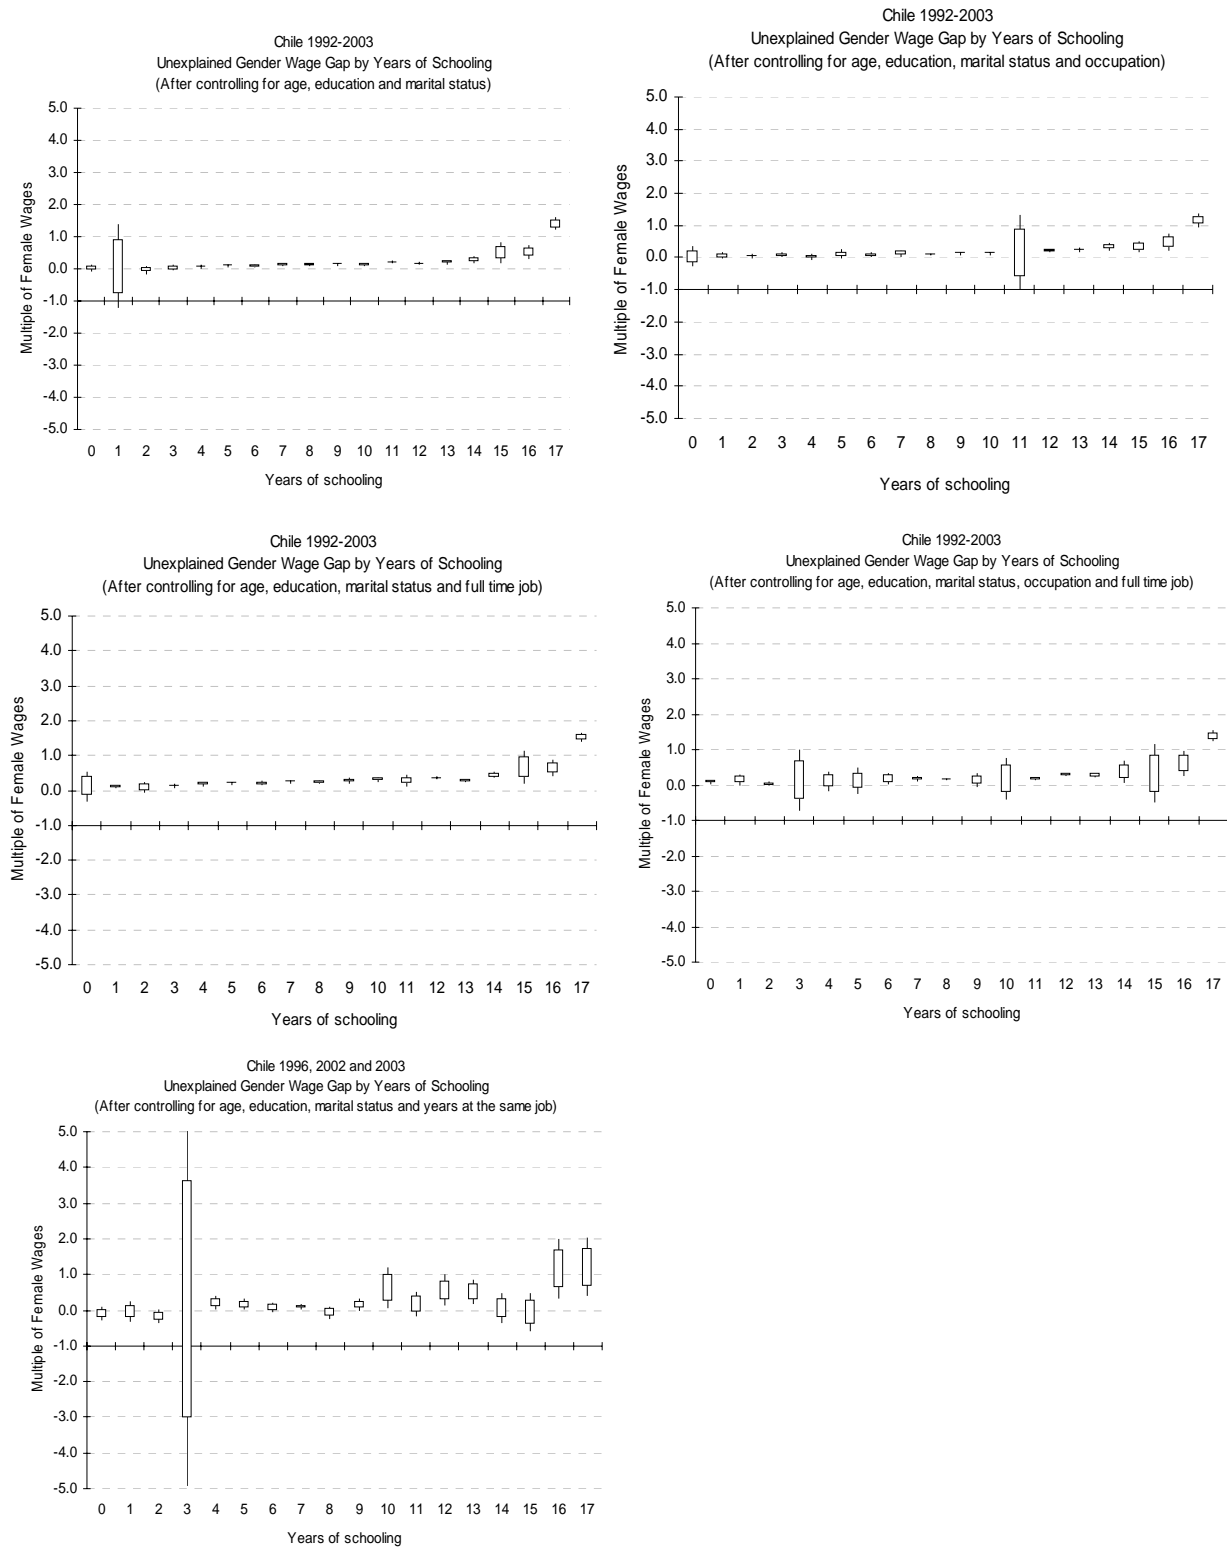 Chile 1992-2003
Unexplained Gender Wage Gap by Years of Schooling
(After controlling for age, education and marital status)
Multiple of Female Wages
5.0
4.0
3.0
2.0
1.0
0.0
-1.0
-2.0
-3.0
-4.0
-5.0
0 1 2 3 4 5 6 7 8 9 10 11 12 13 14 15 16 17
Years of schooling
Chile 1992-2003
Unexplained Gender Wage Gap by Years of Schooling
(After controlling for age, education, marital status and occupation)
Multiple of Female Wages
5.0
4.0
3.0
2.0
1.0
0.0
-1.0
-2.0
-3.0
-4.0
-5.0
0 1 2 3 4 5 6 7 8 9 10 11 12 13 14 15 16 17
Years of schooling
Chile 1992-2003
Unexplained Gender Wage Gap by Years of Schooling
(After controlling for age, education, marital status and full time job)
Multiple of Female Wages
5.0
4.0
3.0
2.0
1.0
0.0
-1.0
-2.0
-3.0
-4.0
-5.0
0 1 2 3 4 5 6 7 8 9 10 11 12 13 14 15 16 17
Years of schooling
Chile 1992-2003
Unexplained Gender Wage Gap by Years of Schooling
(After controlling for age, education, marital status, occupation and full time job)
Multiple of Female Wages
5.0
4.0
3.0
2.0
1.0
0.0
-1.0
-2.0
-3.0
-4.0
-5.0
0 1 2 3 4 5 6 7 8 9 10 11 12 13 14 15 16 17
Years of schooling
Chile 1996, 2002 and 2003
Unexplained Gender Wage Gap by Years of Schooling
(After controlling for age, education, marital status and years at the same job)
Multiple of Female Wages
5.0
4.0
3.0
2.0
1.0
0.0
-1.0
-2.0
-3.0
-4.0
-5.0
0 1 2 3 4 5 6 7 8 9 10 11 12 13 14 15 16 17
Years of schooling